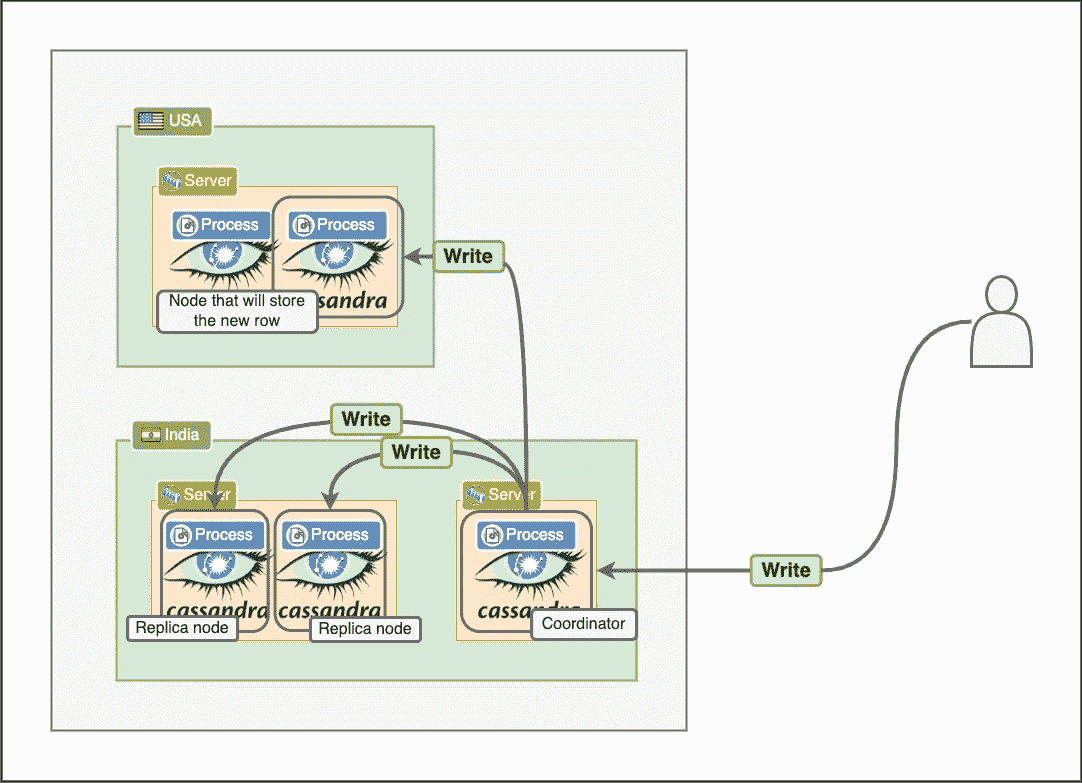 USA
Server
Process
Process
Write
Node that will store
the new row
sandra
Write
India
Write
Server
Server
Process
Process
Process
Write
cassandra
cassandra
cassandra
Replica node
Replica node
Coordinator